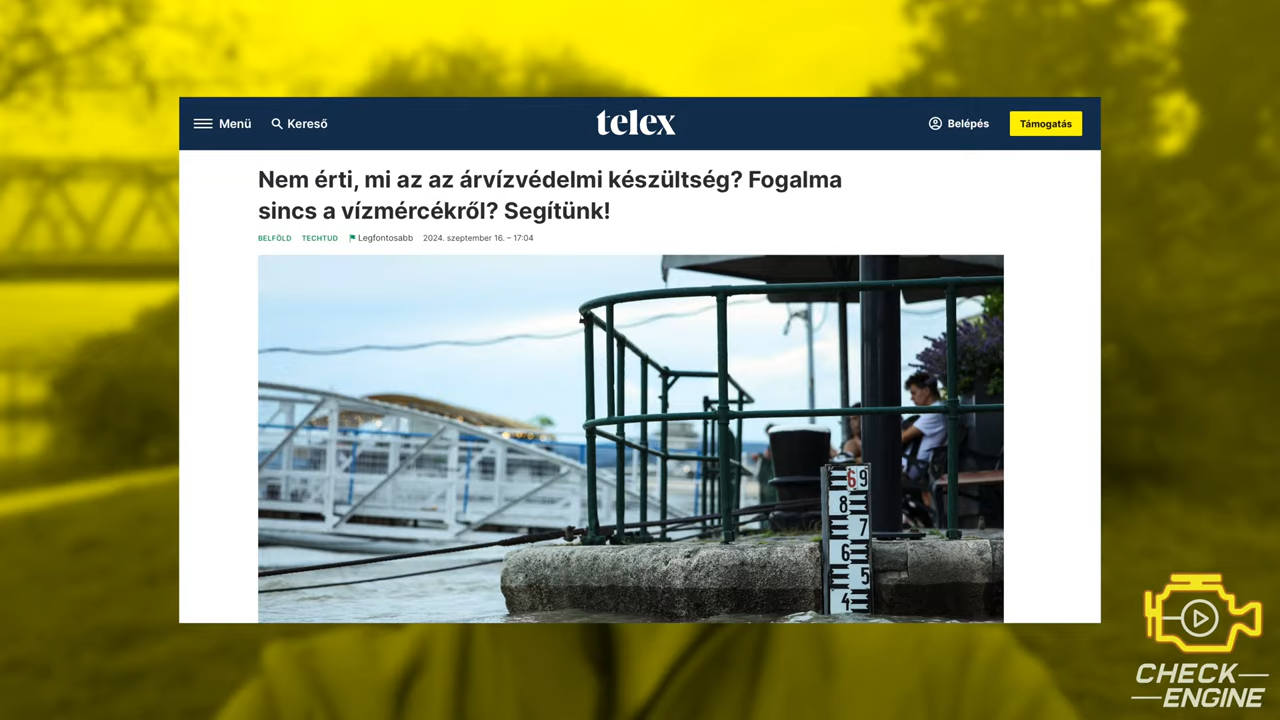 Menü
Kereső
telex
Belépés
Támogatás
Nem érti, mi az az árvízvédelmi készültség? Fogalma
sincs a vízmércékről? Segítünk!
BELFÖLD TECHTUD Legfontosabb 2024. szeptember 16. – 17:04
69
8
7
6
5
4
CHECK
ENGINE